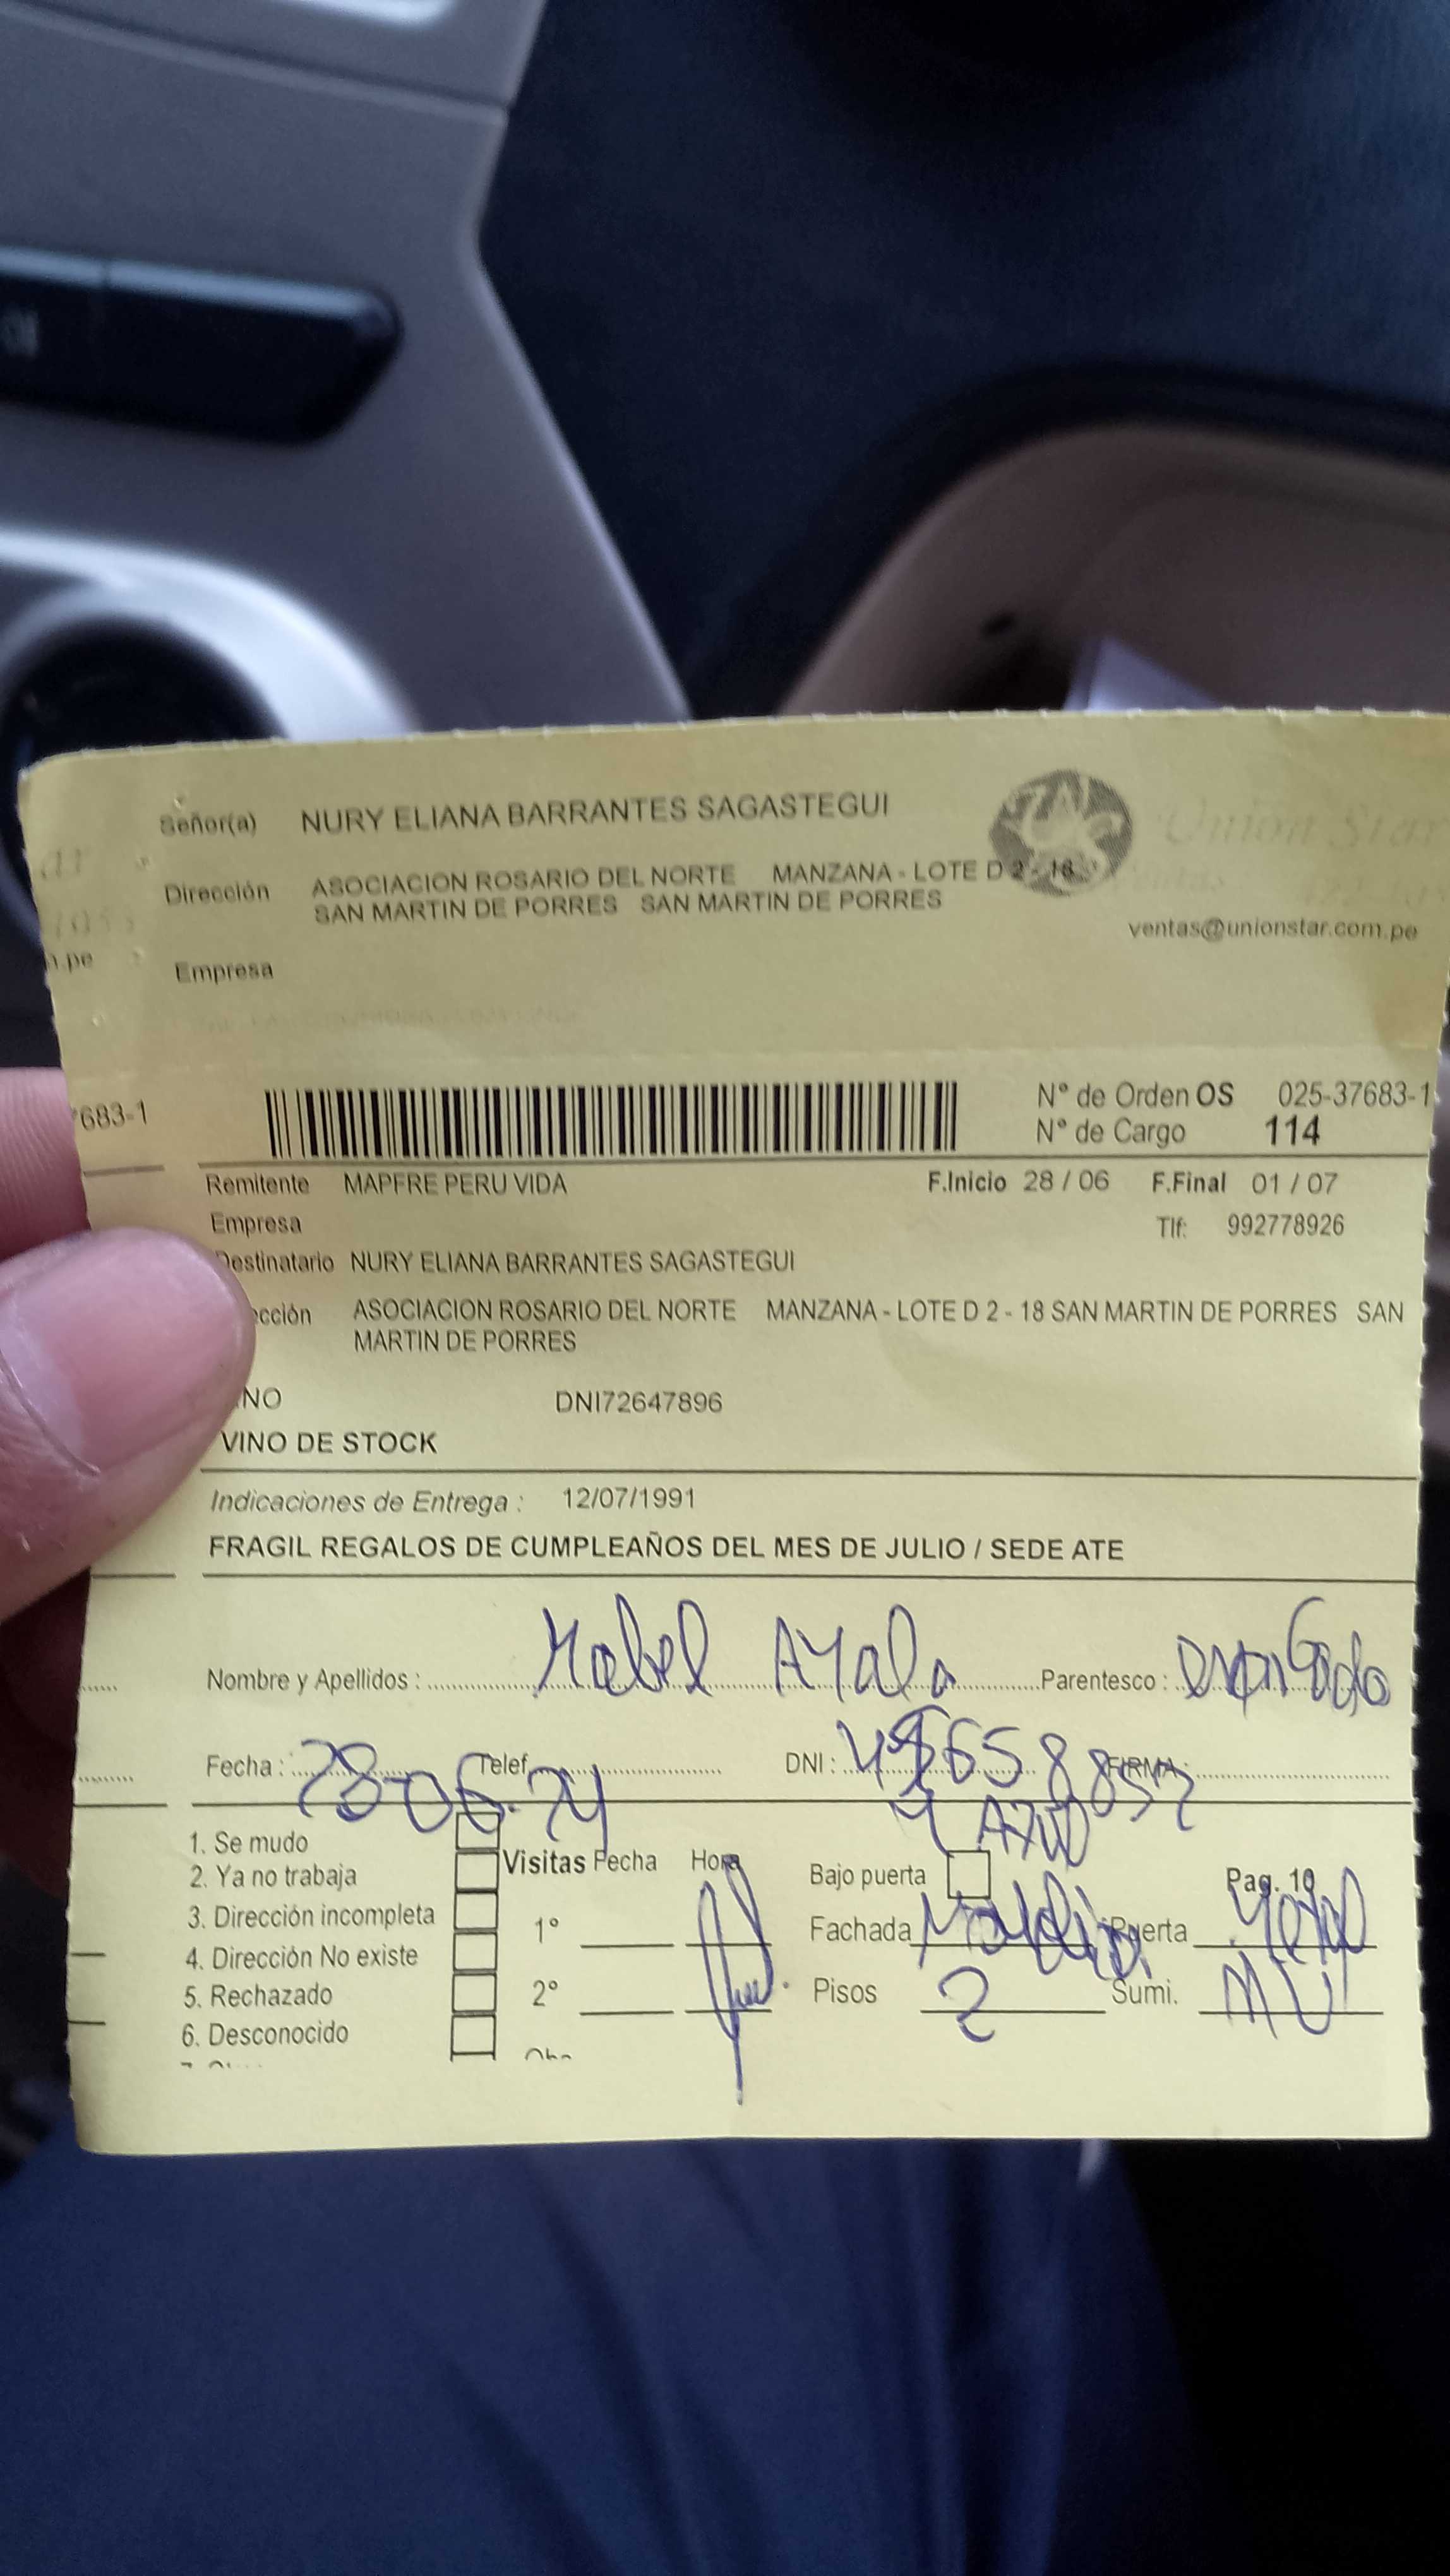 Señor(a) NURY ELIANA BARRANTES SAGASTEGUI
Union Star
Dirección ASOCIACION ROSARIO DEL NORTE MANZANA - LOTE D 2 - 18
SAN MARTIN DE PORRES SAN MARTIN DE PORRES
ventas@unionstar.com.pe
n.pe
Empresa
7683-1
N° de Orden OS 025-37683-1
N° de Cargo 114
Remitente MAPFRE PERU VIDA F.Inicio 28 / 06 F.Final 01 / 07
Empresa Tlf: 992778926
Destinatario NURY ELIANA BARRANTES SAGASTEGUI
ección ASOCIACION ROSARIO DEL NORTE MANZANA - LOTE D 2 - 18 SAN MARTIN DE PORRES SAN
MARTIN DE PORRES
NO DNI72647896
VINO DE STOCK
Indicaciones de Entrega : 12/07/1991
FRAGIL REGALOS DE CUMPLEAÑOS DEL MES DE JULIO / SEDE ATE
Nombre y Apellidos : Mabel Ayala Parentesco :
Fecha : Telef. DNI : FIRMA:
1. Se mudo
2. Ya no trabaja
3. Dirección incompleta
4. Dirección No existe
5. Rechazado
6. Desconocido
Visitas Fecha Hora
1°
2°
Bajo puerta Pag. 10
Fachada Puerta
Pisos 2 Sumi.